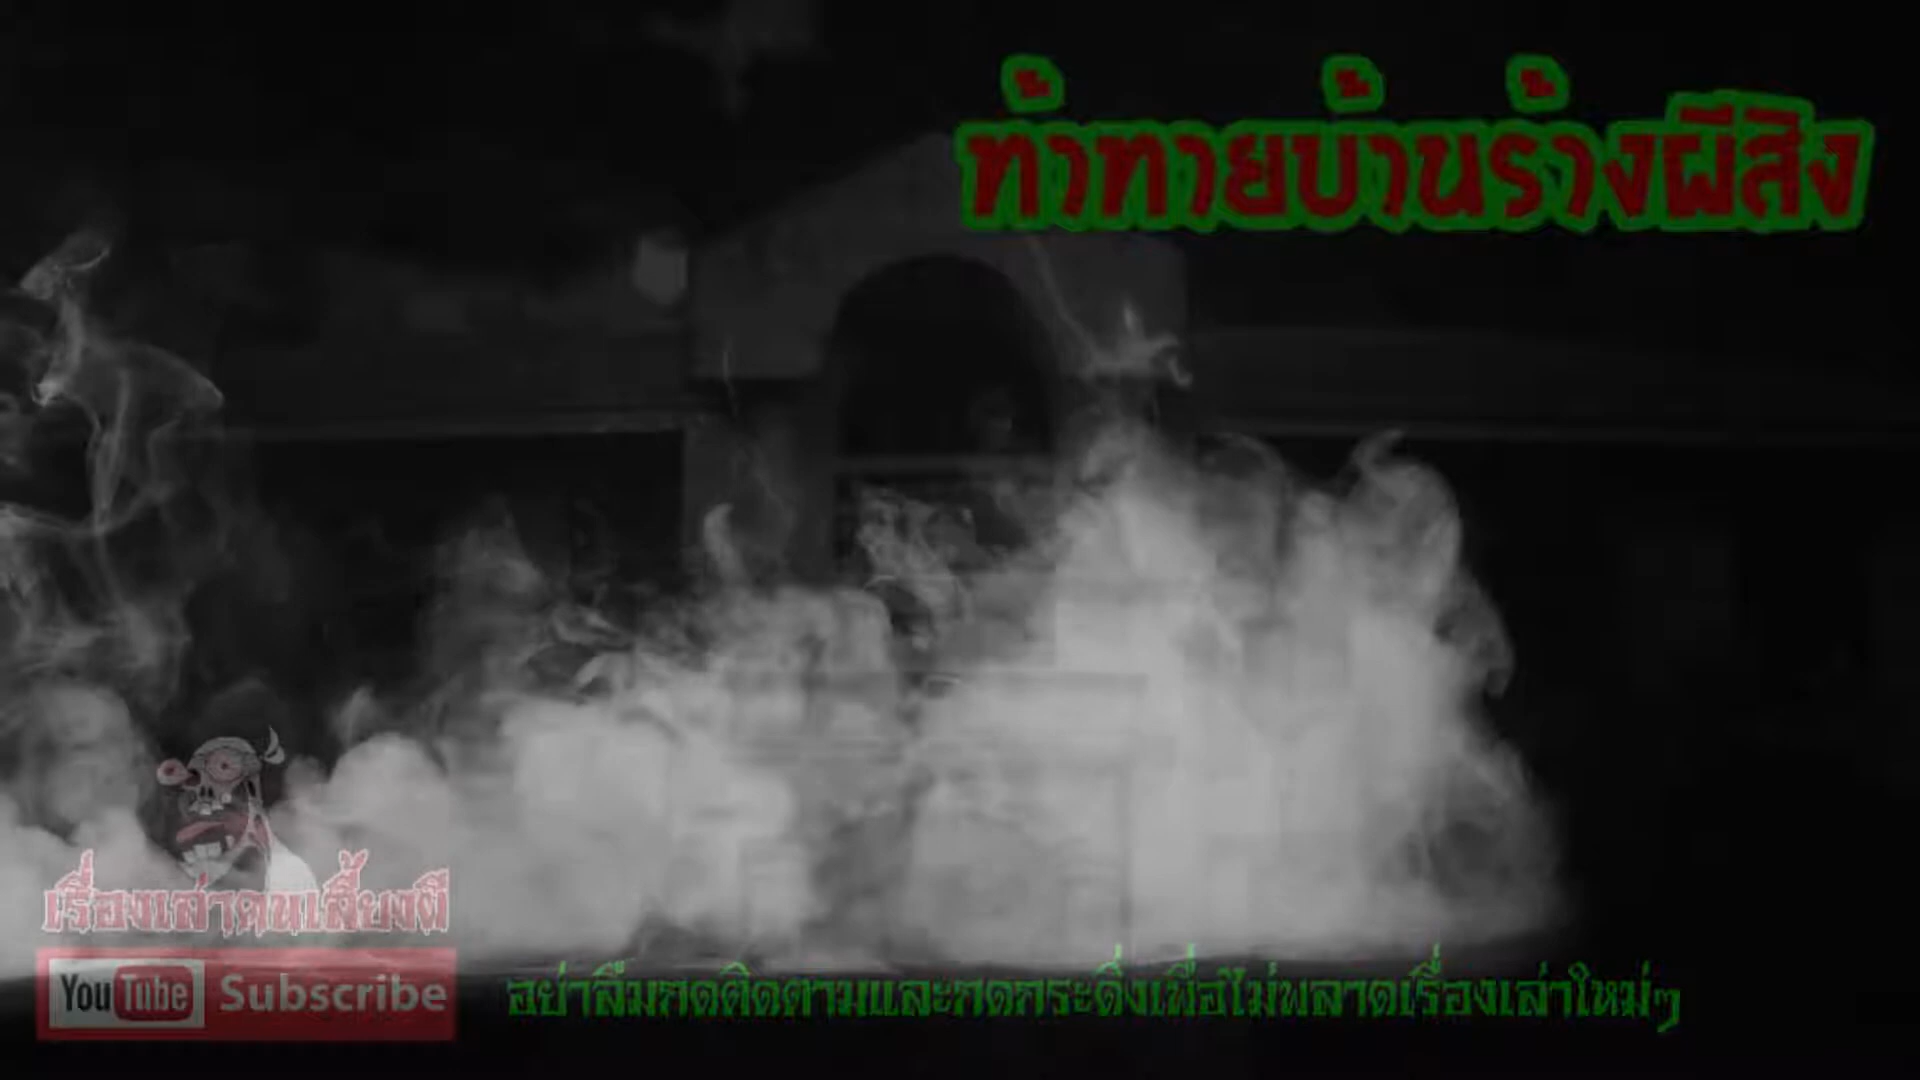 ท้าทายบ้านร้างผีสิง
เรื่องเล่าคนเลี้ยงผี
YouTube Subscribe
อย่าลืมกดติดตามและกดกระดิ่งเพื่อไม่พลาดเรื่องเล่าใหม่ๆ